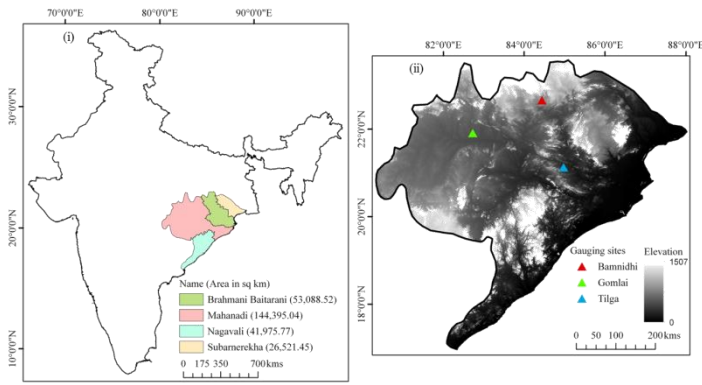 70°0'0"E 80°0'0"E 90°0'0"E
(i)
30°0'0"N
20°0'0"N
10°0'0"N
Name (Area in sq km)
Brahmani Baitarani (53,088.52)
Mahanadi (144,395.04)
Nagavali (41,975.77)
Subarnerekha (26,521.45)
0 175 350 700 kms
82°0'0"E 84°0'0"E 86°0'0"E 88°0'0"E
(ii)
22°0'0"N
20°0'0"N
18°0'0"N
Gauging sites
Bamnidhi
Gomlai
Tilga
Elevation
1507
0
0 50 100 200 kms